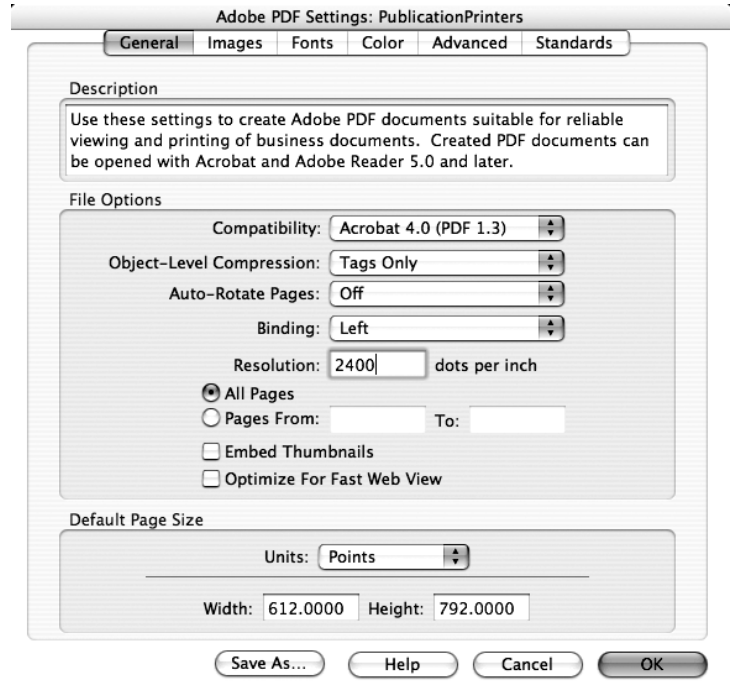 Adobe PDF Settings: PublicationPrinters
General Images Fonts Color Advanced Standards
Description
Use these settings to create Adobe PDF documents suitable for reliable
viewing and printing of business documents.  Created PDF documents can
be opened with Acrobat and Adobe Reader 5.0 and later.
File Options
Compatibility: Acrobat 4.0 (PDF 1.3)
Object-Level Compression: Tags Only
Auto-Rotate Pages: Off
Binding: Left
Resolution: 2400 dots per inch
All Pages
Pages From: To:
Embed Thumbnails
Optimize For Fast Web View
Default Page Size
Units: Points
Width: 612.0000 Height: 792.0000
Save As... Help Cancel OK